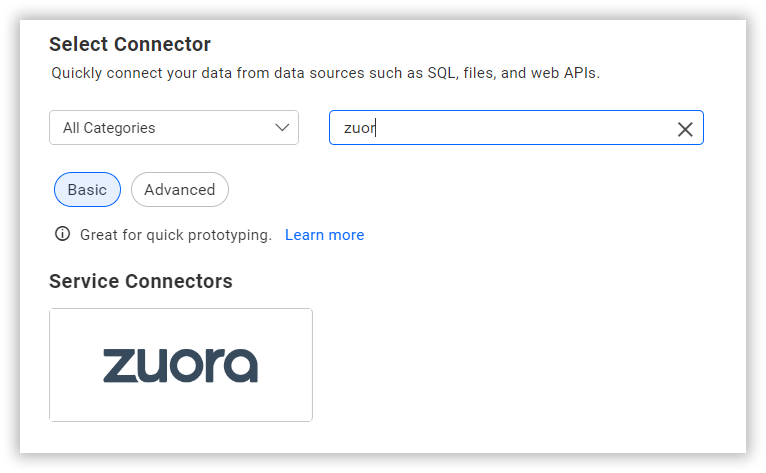 Select Connector
Quickly connect your data from data sources such as SQL, files, and web APIs.
All Categories
zuor
Basic
Advanced
Great for quick prototyping. Learn more
Service Connectors
zuora